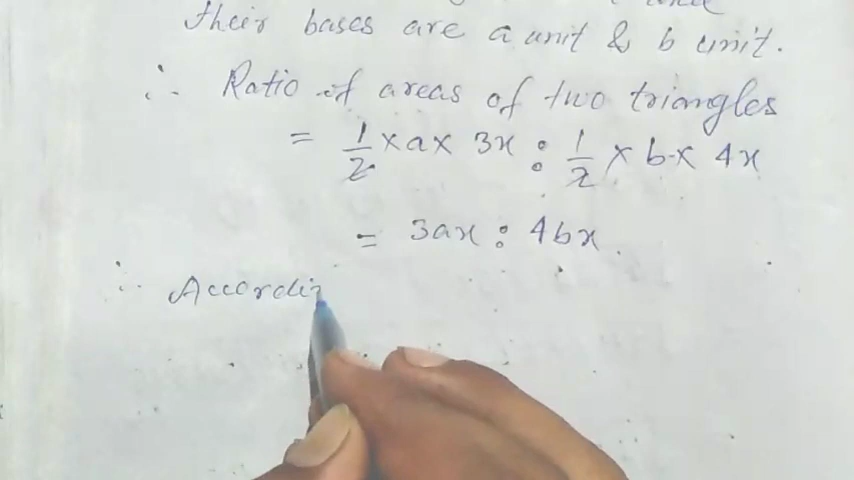 their bases are a unit & b unit.
∴ Ratio of areas of two triangles
= 1/2 × a × 3x : 1/2 × b × 4x
= 3ax : 4bx.
∴ Accordi